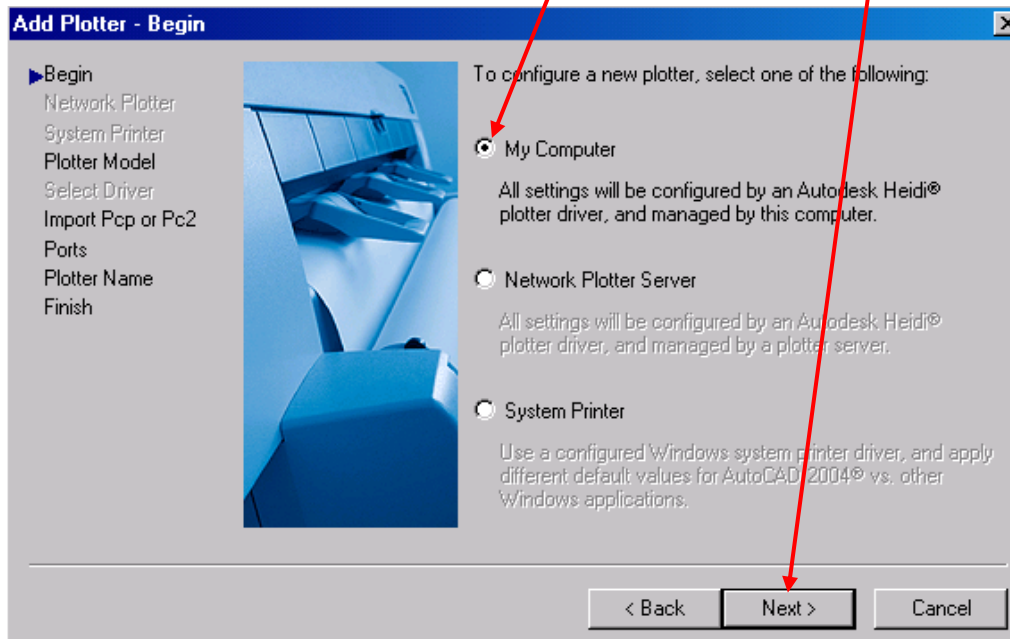 Add Plotter - Begin
Begin
Network Plotter
System Printer
Plotter Model
Select Driver
Import Pcp or Pc2
Ports
Plotter Name
Finish
To configure a new plotter, select one of the following:
My Computer
All settings will be configured by an Autodesk Heidi®
plotter driver, and managed by this computer.
Network Plotter Server
All settings will be configured by an Autodesk Heidi®
plotter driver, and managed by a plotter server.
System Printer
Use a configured Windows system printer driver, and apply
different default values for AutoCAD 2004® vs. other
Windows applications.
< Back
Next >
Cancel